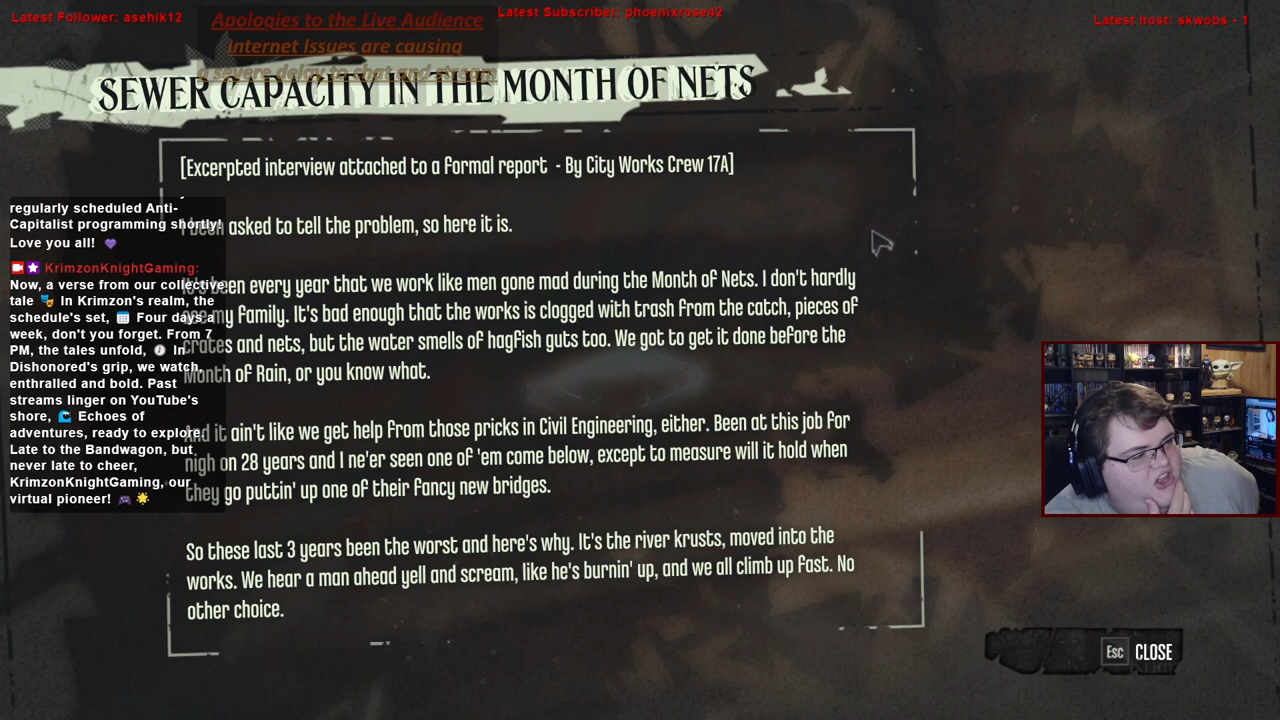 Latest Follower: asehik12
Latest Subscriber: phoenixrose42
Latest host: skwobs - 1
Apologies to the Live Audience
Internet Issues are causing
a severe delay to chat and stream
SEWER CAPACITY IN THE MONTH OF NETS
[Excerpted interview attached to a formal report - By City Works Crew 17A]
I been asked to tell the problem, so here it is.
It's been every year that we work like men gone mad during the Month of Nets. I don't hardly
see my family. It's bad enough that the works is clogged with trash from the catch, pieces of
crates and nets, but the water smells of hagfish guts too. We got to get it done before the
Month of Rain, or you know what.
And it ain't like we get help from those pricks in Civil Engineering, either. Been at this job for
nigh on 28 years and I ne'er seen one of 'em come below, except to measure will it hold when
they go puttin' up one of their fancy new bridges.
So these last 3 years been the worst and here's why. It's the river krusts, moved into the
works. We hear a man ahead yell and scream, like he's burnin' up, and we all climb up fast. No
other choice.
regularly scheduled Anti-
Capitalist programming shortly!
Love you all! 💜
KrimzonKnightGaming:
Now, a verse from our collective
tale 🎭 In Krimzon's realm, the
schedule's set, 🗓️ Four days a
week, don't you forget. From 7
PM, the tales unfold, 🕗 In
Dishonored's grip, we watch,
enthralled and bold. Past
streams linger on YouTube's
shore, 🌊 Echoes of
adventures, ready to explore.
Late to the Bandwagon, but
never late to cheer,
KrimzonKnightGaming, our
virtual pioneer! 🎮 🌟
Esc CLOSE